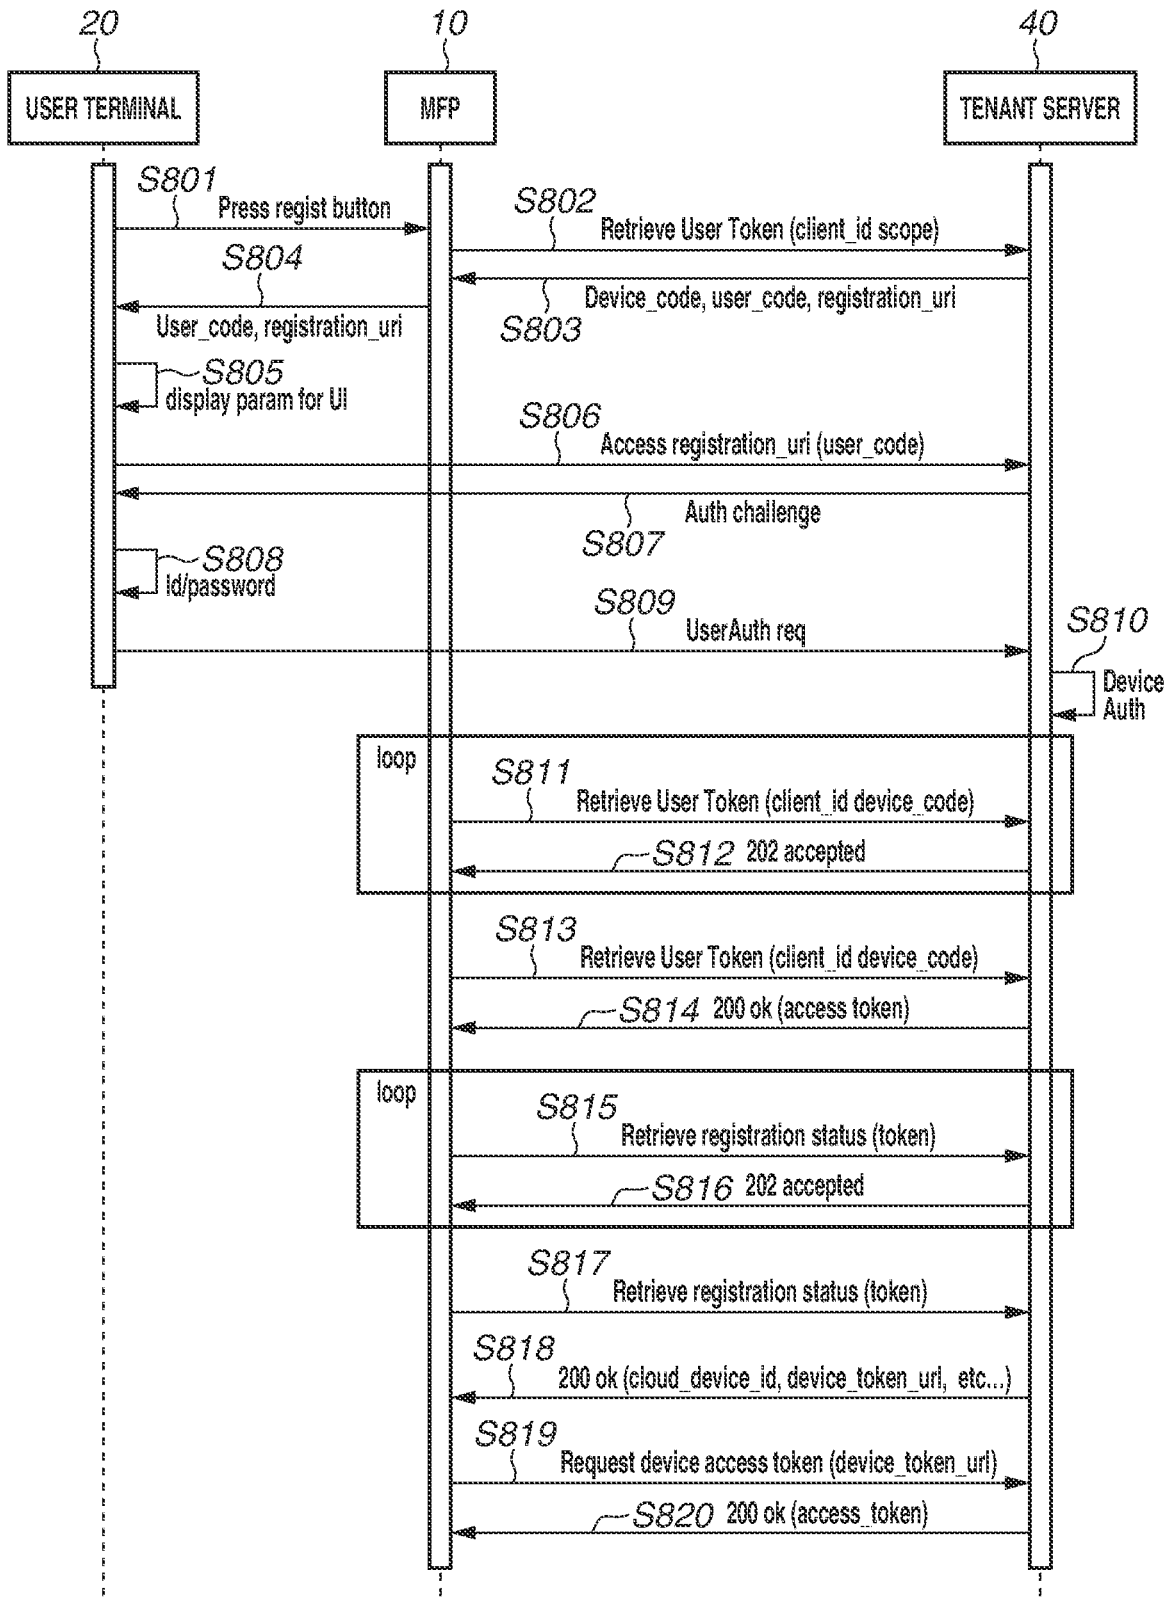 20
10
40
USER TERMINAL
MFP
TENANT SERVER
S801
Press regist button
S802
Retrieve User Token (client_id scope)
S804
User_code, registration_uri
Device_code, user_code, registration_uri
S803
S805
display param for UI
S806
Access registration_uri (user_code)
Auth challenge
S807
S808
Id/password
S809
UserAuth req
S810
Device
Auth
loop
S811
Retrieve User Token (client_id device_code)
S812 202 accepted
S813
Retrieve User Token (client_id device_code)
S814 200 ok (access token)
loop
S815
Retrieve registration status (token)
S816 202 accepted
S817
Retrieve registration status (token)
S818
200 ok (cloud_device_id, device_token_url, etc...)
S819
Request device access token (device_token_url)
S820 200 ok (access_token)